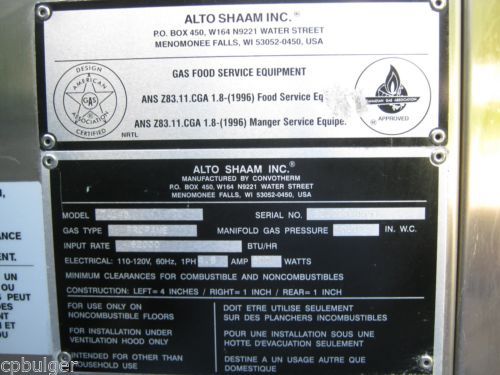 ALTO SHAAM INC.®
P.O. BOX 450, W164 N9221 WATER STREET
MENOMONEE FALLS, WI 53052-0450, USA
GAS FOOD SERVICE EQUIPMENT
ANS Z83.11.CGA 1.8-(1996) Food Service Eq
ANS Z83.11.CGA 1.8-(1996) Manger Service Equipe
DESIGN
AMERICAN
GAS
A
ASSOCIATION
CERTIFIED
NRTL
CANADIAN GAS ASSOCIATION
APPROVED
ALTO SHAAM INC.®
MANUFACTURED BY CONVOTHERM
P.O. BOX 450, W164 N9221 WATER STREET
MENOMONEE FALLS, WI 53052-0450, USA
MODEL SERIAL NO.
GAS TYPE PROPANE MANIFOLD GAS PRESSURE IN. W.C.
INPUT RATE 82000 BTU/HR
ELECTRICAL: 110-120V, 60Hz, 1PH AMP WATTS
MINIMUM CLEARANCES FOR COMBUSTIBLE AND NONCOMBUSTIBLES
CONSTRUCTION: LEFT= 4 INCHES / RIGHT= 1 INCH / REAR= 1 INCH
FOR USE ONLY ON
NONCOMBUSTIBLE FLOORS
DOIT ETRE UTILISE SEULEMENT
SUR DES PLANCHERS INCOMBUSTIBLES
FOR INSTALLATION UNDER
VENTILATION HOOD ONLY
POUR UNE INSTALLATION SOUS UNE
HOTTE D'EVACUATION SEULEMENT.
INTENDED FOR OTHER THAN
HOUSEHOLD USE
DESTINE A UN USAGE AUTRE QUE
DOMESTIQUE
N,
ANCE
S UN
OU
S PEUT
DES
N ET
cpbulger